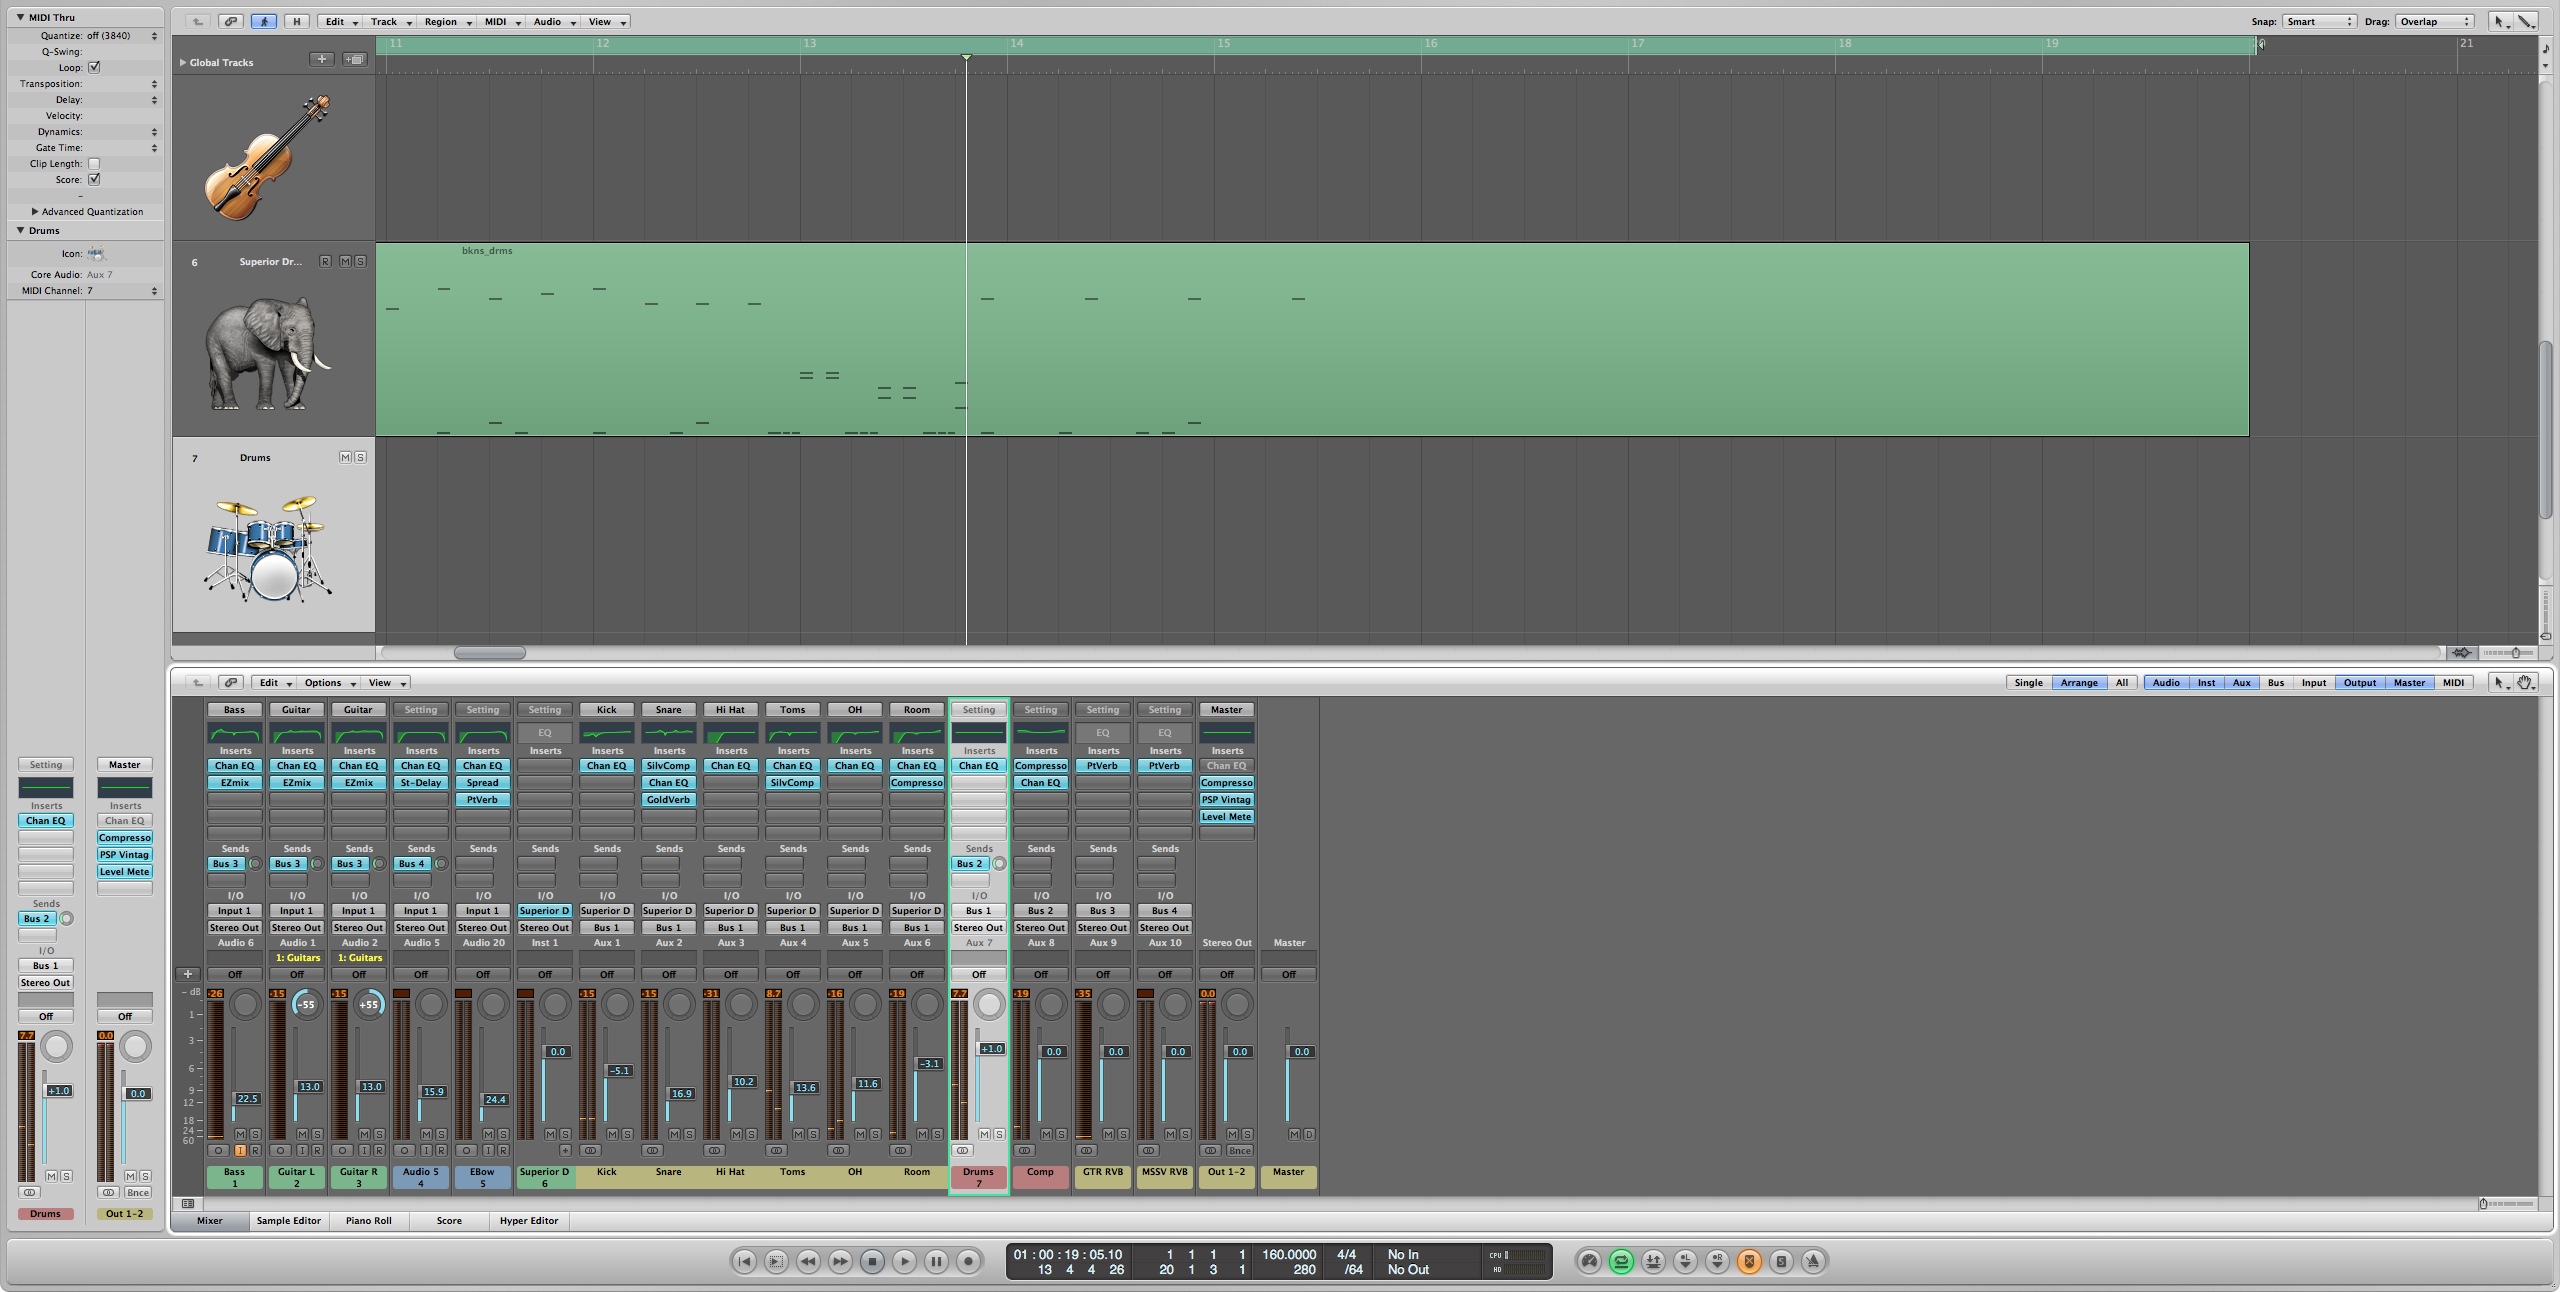 MIDI Thru
Quantize: off (3840)
Q-Swing:
Loop:
Transposition:
Delay:
Velocity:
Dynamics:
Gate Time:
Clip Length:
Score:
Advanced Quantization
Drums
Icon:
Core Audio: Aux 7
MIDI Channel: 7
H Edit Track Region MIDI Audio View Snap: Smart Drag: Overlap
11 12 13 14 15 16 17 18 19 21
Global Tracks
6 Superior Dr... R M S
bkns_drms
7 Drums M S
Edit Options View Single Arrange All Audio Inst Aux Bus Input Output Master MIDI
Bass Guitar Guitar Setting Setting Setting Kick Snare Hi Hat Toms OH Room Setting Setting Setting Setting Master
EQ EQ EQ
Inserts Inserts Inserts Inserts Inserts Inserts Inserts Inserts Inserts Inserts Inserts Inserts Inserts Inserts Inserts Inserts Inserts
Chan EQ Chan EQ Chan EQ Chan EQ Chan EQ Chan EQ SilvComp Chan EQ Chan EQ Chan EQ Chan EQ Chan EQ Compresso PtVerb PtVerb Chan EQ
EZmix EZmix EZmix St-Delay Spread Chan EQ SilvComp Compresso Chan EQ Compresso
PtVerb GoldVerb PSP Vintag
Level Mete
Sends Sends Sends Sends Sends Sends Sends Sends Sends Sends Sends Sends Sends Sends Sends Sends
Bus 3 Bus 3 Bus 3 Bus 4 Bus 2
I/O I/O I/O I/O I/O I/O I/O I/O I/O I/O I/O I/O I/O I/O I/O I/O
Input 1 Input 1 Input 1 Input 1 Input 1 Superior D Superior D Superior D Superior D Superior D Superior D Superior D Bus 1 Bus 2 Bus 3 Bus 4
Stereo Out Stereo Out Stereo Out Stereo Out Stereo Out Stereo Out Bus 1 Bus 1 Bus 1 Bus 1 Bus 1 Bus 1 Stereo Out Stereo Out Stereo Out Stereo Out
Audio 6 Audio 1 Audio 2 Audio 5 Audio 20 Inst 1 Aux 1 Aux 2 Aux 3 Aux 4 Aux 5 Aux 6 Aux 7 Aux 8 Aux 9 Aux 10 Stereo Out Master
1: Guitars 1: Guitars
Off Off Off Off Off Off Off Off Off Off Off Off Off Off Off Off Off Off
dB -26 -15 -15 -15 -15 -31 8.7 -16 -19 7.7 -19 -35 0.0
-55 +55
1
3
6
9
12
18
24
60
22.5 13.0 13.0 15.9 24.4 0.0 -5.1 16.9 10.2 13.6 11.6 -3.1 +1.0 0.0 0.0 0.0 0.0 0.0
M S M S M S M S M S M S M S M S M S M S M S M S M S M S M S M S M S M D
I R I R I R I R I R Bnce
Bass Guitar L Guitar R Audio 5 EBow Superior D Kick Snare Hi Hat Toms OH Room Drums Comp GTR RVB MSSV RVB Out 1-2 Master
1 2 3 4 5 6 7
Setting Master
Inserts Inserts
Chan EQ Chan EQ
Compresso
PSP Vintag
Level Mete
Sends
Bus 2
I/O
Bus 1
Stereo Out
Off Off
7.7 0.0
+1.0 0.0
M S M S
Bnce
Drums Out 1-2
Mixer Sample Editor Piano Roll Score Hyper Editor
01 : 00 : 19 : 05.10 1 1 1 1 160.0000 4/4 No In CPU
13 4 4 26 20 1 3 1 280 /64 No Out HD